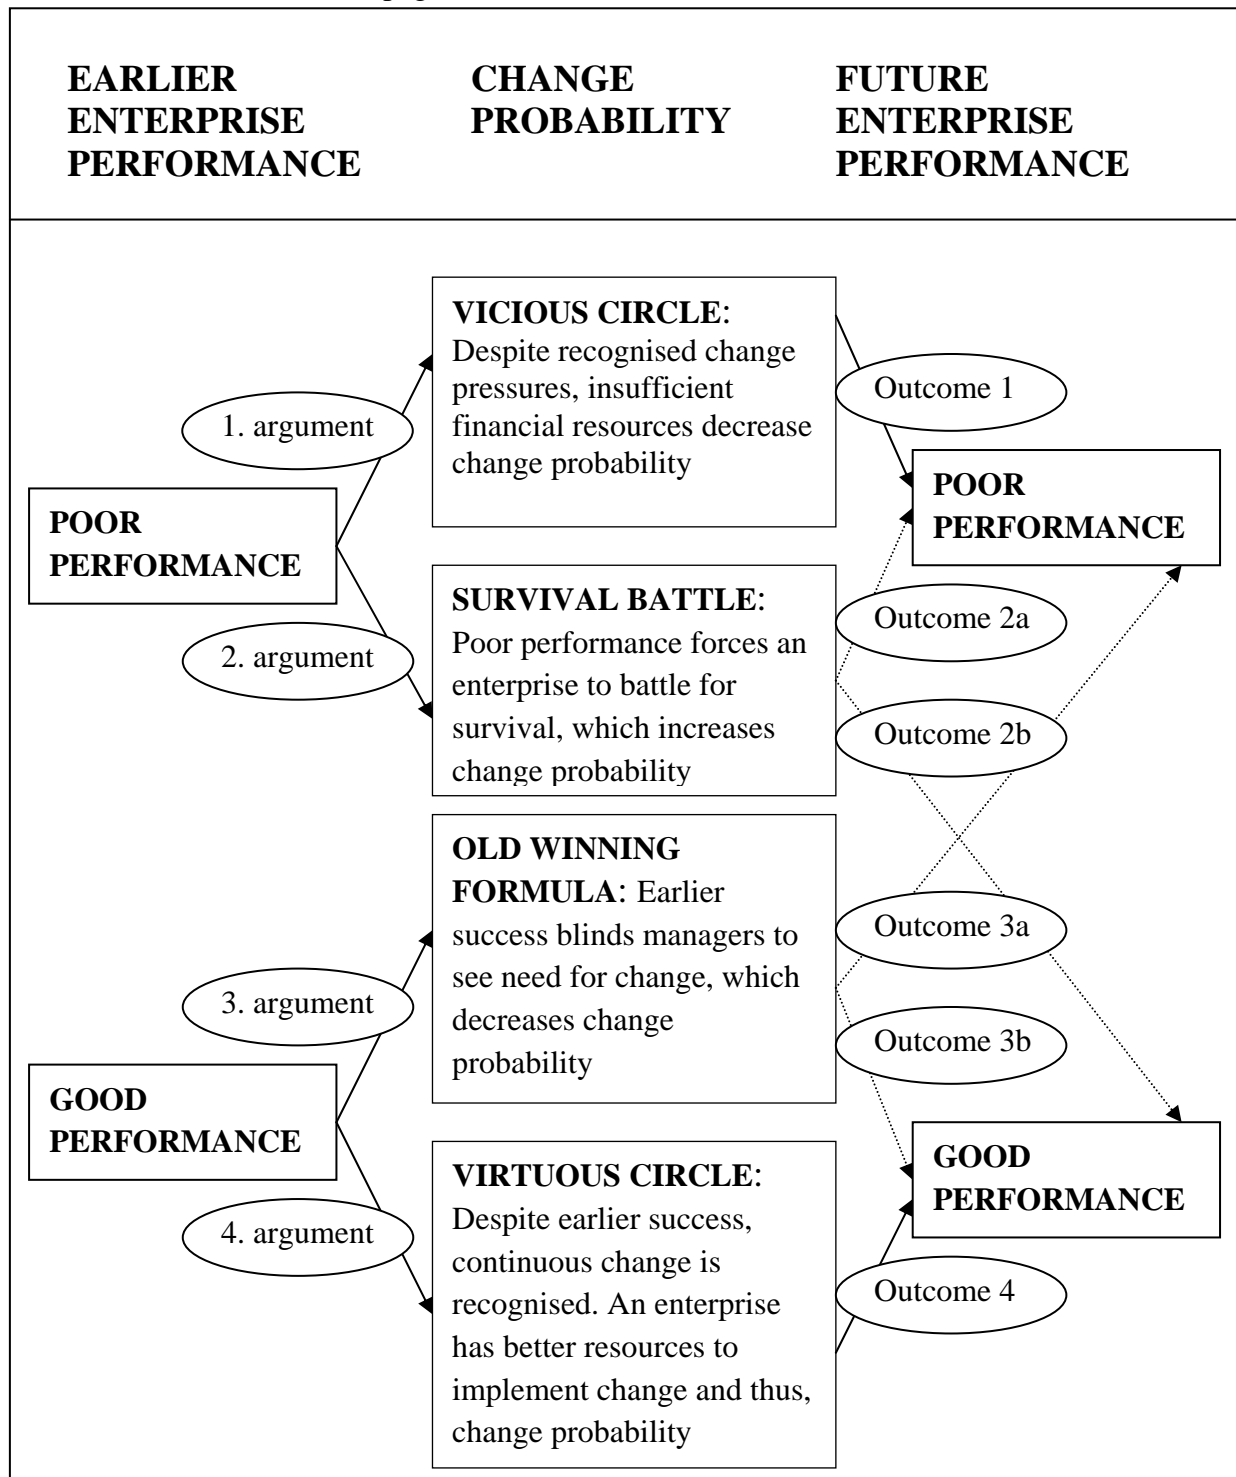 EARLIER
ENTERPRISE
PERFORMANCE
CHANGE
PROBABILITY
FUTURE
ENTERPRISE
PERFORMANCE
VICIOUS CIRCLE:
Despite recognised change
pressures, insufficient
financial resources decrease
change probability
Outcome 1
1. argument
POOR
PERFORMANCE
POOR
PERFORMANCE
SURVIVAL BATTLE:
Poor performance forces an
enterprise to battle for
survival, which increases
change probability
Outcome 2a
2. argument
Outcome 2b
OLD WINNING
FORMULA: Earlier
success blinds managers to
see need for change, which
decreases change
probability
Outcome 3a
3. argument
Outcome 3b
GOOD
PERFORMANCE
GOOD
PERFORMANCE
VIRTUOUS CIRCLE:
Despite earlier success,
continuous change is
recognised. An enterprise
has better resources to
implement change and thus,
change probability
4. argument
Outcome 4